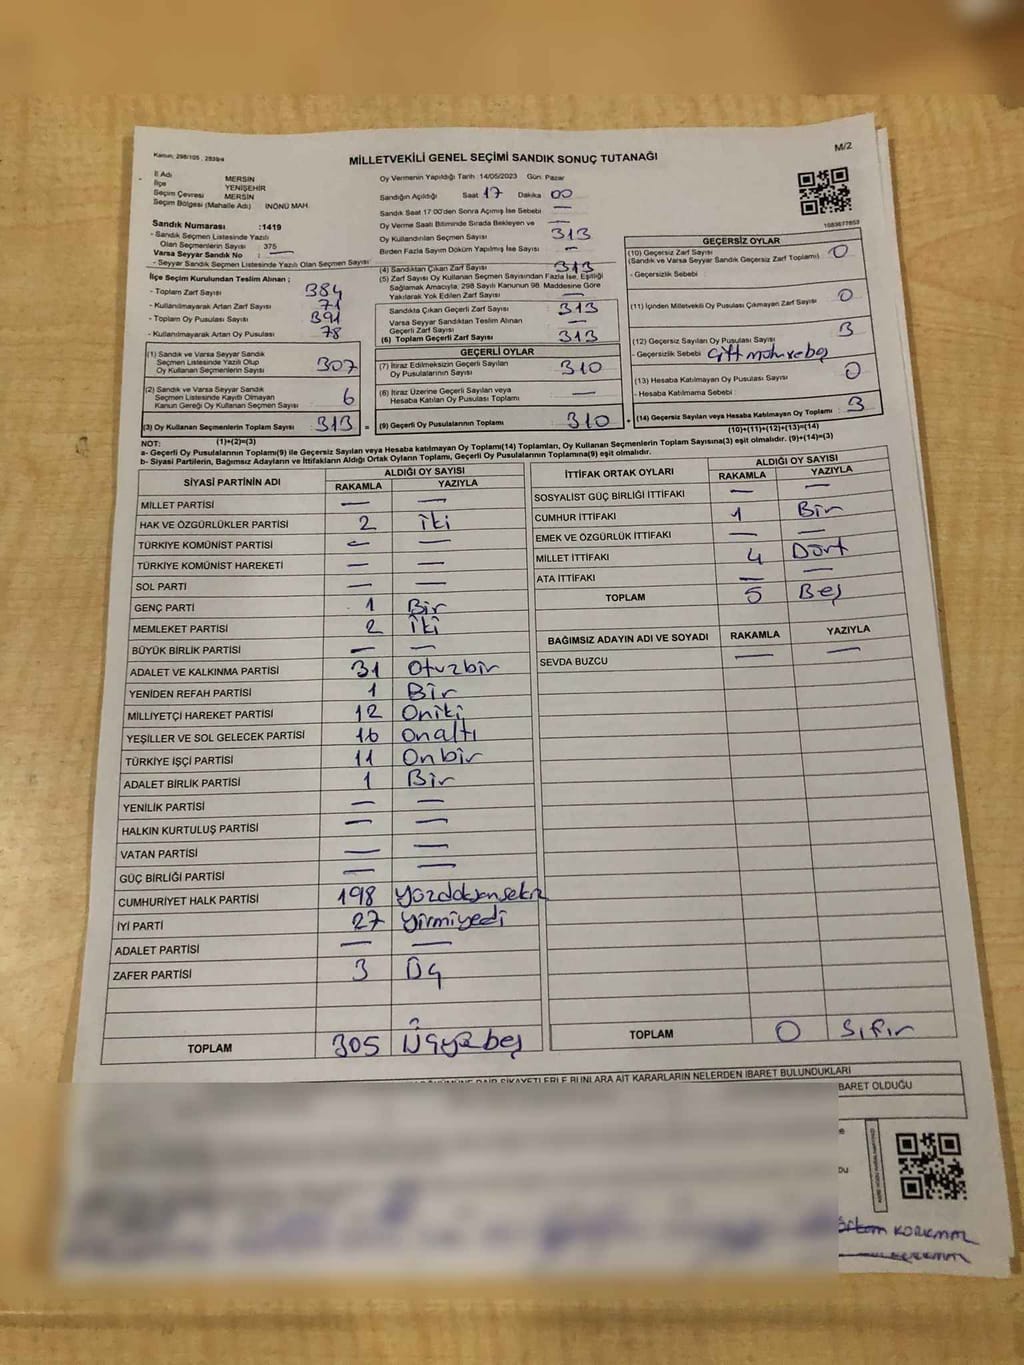 Kanun; 298/105 , 2839/4
MİLLETVEKİLİ GENEL SEÇİMİ SANDIK SONUÇ TUTANAĞI
M/2
İl Adı MERSİN
İlçe YENİŞEHİR
Seçim Çevresi MERSİN
Seçim Bölgesi (Mahalle Adı) İNÖNÜ MAH.
Sandık Numarası :1419
- Sandık Seçmen Listesinde Yazılı
Olan Seçmenlerin Sayısı : 375
Varsa Seyyar Sandık No : —
- Seyyar Sandık Seçmen Listesinde Yazılı Olan Seçmen Sayısı
Oy Vermenin Yapıldığı Tarih :14/05/2023 Gün: Pazar
Sandığın Açıldığı Saat 17 Dakika 00
Sandık Saat 17:00'den Sonra Açımış İse Sebebi —
Oy Verme Saati Bitiminde Sırada Bekleyen ve —
Oy Kullandırılan Seçmen Sayısı 313
Birden Fazla Sayım Döküm Yapılmış İse Sayısı —
1083677853
İlçe Seçim Kurulundan Teslim Alınan ;
- Toplam Zarf Sayısı 384
- Kullanılmayarak Artan Zarf Sayısı 71
- Toplam Oy Pusulası Sayısı 391
- Kullanılmayarak Artan Oy Pusulası 78
(1) Sandık ve Varsa Seyyar Sandık
Seçmen Listesinde Yazılı Olup
Oy Kullanan Seçmenlerin Sayısı 307
(2) Sandık ve Varsa Seyyar Sandık
Seçmen Listesinde Kayıtlı Olmayan
Kanun Gereği Oy Kullanan Seçmen Sayısı 6
(3) Oy Kullanan Seçmenlerin Toplam Sayısı 313 =
(4) Sandıktan Çıkan Zarf Sayısı 313
(5) Zarf Sayısı Oy Kullanan Seçmen Sayısından Fazla İse, Eşitliği
Sağlamak Amacıyla, 298 Sayılı Kanunun 98. Maddesine Göre
Yakılarak Yok Edilen Zarf Sayısı —
Sandıkta Çıkan Geçerli Zarf Sayısı 313
Varsa Seyyar Sandıktan Teslim Alınan
Geçerli Zarf Sayısı —
(6) Toplam Geçerli Zarf Sayısı 313
GEÇERLİ OYLAR
(7) İtiraz Edilmeksizin Geçerli Sayılan
Oy Pusulalarının Sayısı 310
(8) İtiraz Üzerine Geçerli Sayılan veya
Hesaba Katılan Oy Pusulası Toplamı —
(9) Geçerli Oy Pusulalarının Toplamı 310 +
GEÇERSİZ OYLAR
(10) Geçersiz Zarf Sayısı 0
(Sandık ve Varsa Seyyar Sandık Geçersiz Zarf Toplamı)
- Geçersizlik Sebebi :
(11) İçinden Milletvekili Oy Pusulası Çıkmayan Zarf Sayısı 0
(12) Geçersiz Sayılan Oy Pusulası Sayısı 3
- Geçersizlik Sebebi
(13) Hesaba Katılmayan Oy Pusulası Sayısı 0
- Hesaba Katılmama Sebebi :
(14) Geçersiz Sayılan veya Hesaba Katılmayan Oy Toplamı 3
(10)+(11)+(12)+(13)=(14)
NOT: (1)+(2)=(3)
a- Geçerli Oy Pusulalarının Toplamı(9) ile Geçersiz Sayılan veya Hesaba katılmayan Oy Toplamı(14) Toplamları, Oy Kullanan Seçmenlerin Toplam Sayısına(3) eşit olmalıdır. (9)+(14)=(3)
b- Siyasi Partilerin, Bağımsız Adayların ve İttifakların Aldığı Ortak Oyların Toplamı, Geçerli Oy Pusulalarının Toplamına(9) eşit olmalıdır.
SİYASİ PARTİNİN ADI ALDIĞI OY SAYISI
RAKAMLA YAZIYLA
MİLLET PARTİSİ — —
HAK VE ÖZGÜRLÜKLER PARTİSİ 2 İki
TÜRKİYE KOMÜNİST PARTİSİ — —
TÜRKİYE KOMÜNİST HAREKETİ — —
SOL PARTİ — —
GENÇ PARTİ 1 Bir
MEMLEKET PARTİSİ 2 İki
BÜYÜK BİRLİK PARTİSİ — —
ADALET VE KALKINMA PARTİSİ 31 Otuzbir
YENİDEN REFAH PARTİSİ 1 Bir
MİLLİYETÇİ HAREKET PARTİSİ 12 Oniki
YEŞİLLER VE SOL GELECEK PARTİSİ 16 onaltı
TÜRKİYE İŞÇİ PARTİSİ 11 Onbir
ADALET BİRLİK PARTİSİ 1 Bir
YENİLİK PARTİSİ — —
HALKIN KURTULUŞ PARTİSİ — —
VATAN PARTİSİ — —
GÜÇ BİRLİĞİ PARTİSİ — —
CUMHURİYET HALK PARTİSİ 198
İYİ PARTİ 27 Yirmiyedi
ADALET PARTİSİ — —
ZAFER PARTİSİ 3 Üç
TOPLAM 305
İTTİFAK ORTAK OYLARI ALDIĞI OY SAYISI
RAKAMLA YAZIYLA
SOSYALİST GÜÇ BİRLİĞİ İTTİFAKI — —
CUMHUR İTTİFAKI 1 Bir
EMEK VE ÖZGÜRLÜK İTTİFAKI — —
MİLLET İTTİFAKI 4 Dört
ATA İTTİFAKI — —
TOPLAM 5 Beş
BAĞIMSIZ ADAYIN ADI VE SOYADI RAKAMLA YAZIYLA
SEVDA BUZCU — —
TOPLAM 0 Sıfır
ŞİKAYETLERLE BUNLARA AİT KARARLARIN NELERDEN İBARET BULUNDUKLARI
BARET OLDUĞU
KORKMAZ